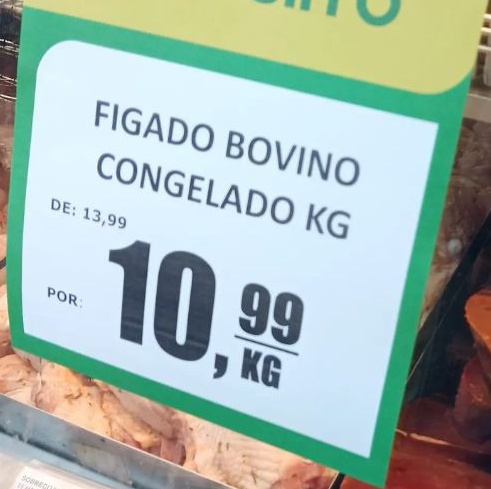 FIGADO BOVINO
CONGELADO KG
DE: 13,99
POR: 10,99
KG